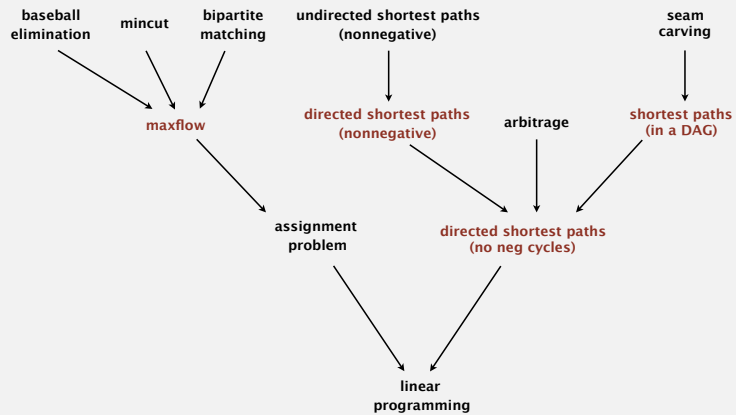 baseball
elimination
mincut
bipartite
matching
undirected shortest paths
(nonnegative)
seam
carving
maxflow
directed shortest paths
(nonnegative)
arbitrage
shortest paths
(in a DAG)
assignment
problem
directed shortest paths
(no neg cycles)
linear
programming